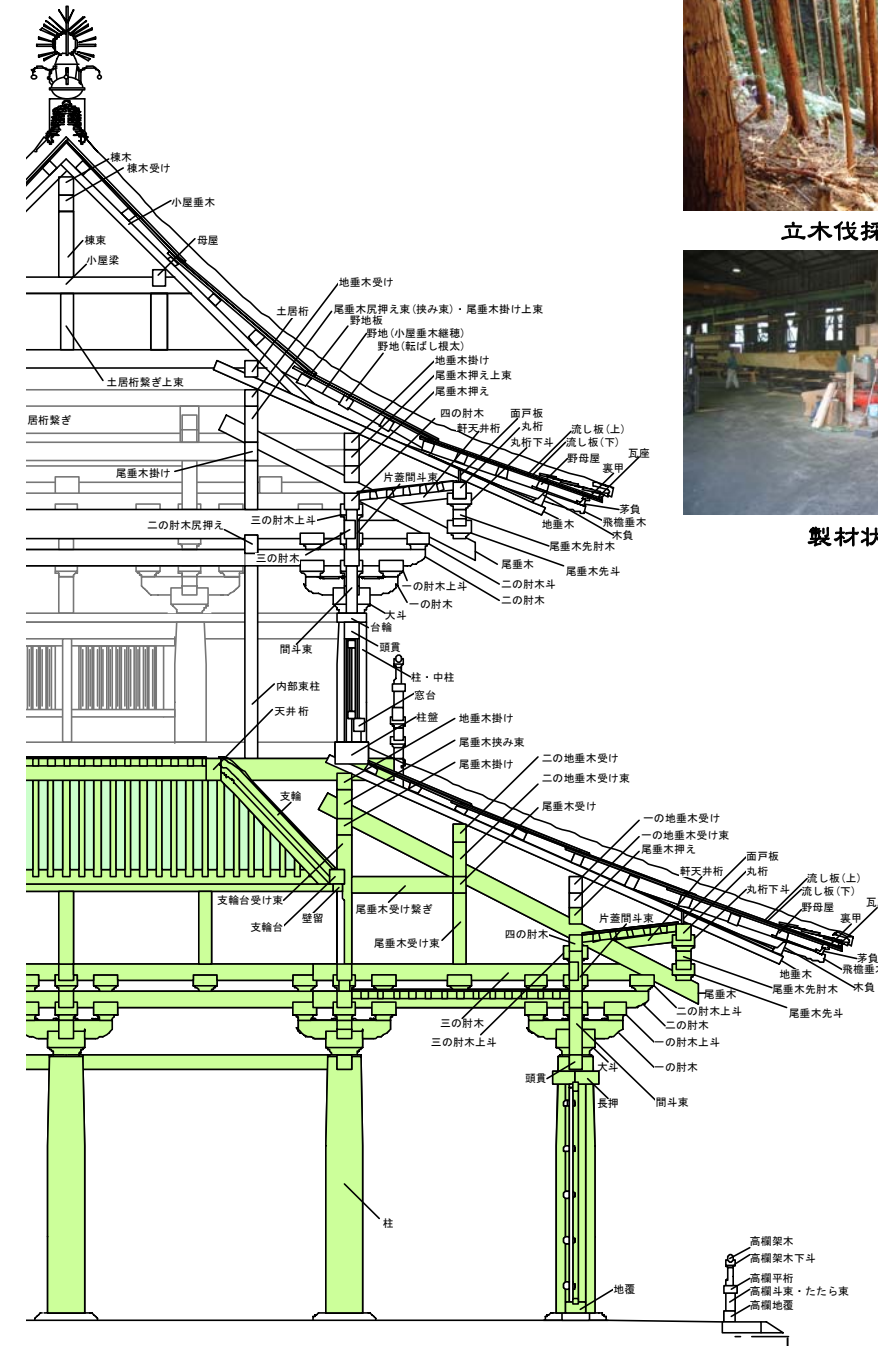 棟木
棟木受け
小屋垂木
棟束
母屋
小屋梁
地垂木受け
土居桁
尾垂木尻押え束(挟み束)・尾垂木掛け上束
野地板
野地(小屋垂木継穂)
野地(転ばし根太)
地垂木掛け
尾垂木押え上束
尾垂木押え
土居桁繋ぎ上束
居桁繋ぎ
四の肘木
面戸板
軒天井桁
丸桁
丸桁下斗
流し板(上)
流し板(下)
野母屋
瓦座
裏甲
尾垂木掛け
片蓋間斗束
茅負
飛檐垂木
木負
地垂木
三の肘木上斗
二の肘木尻押え
三の肘木
尾垂木先肘木
尾垂木
尾垂木先斗
一の肘木上斗
二の肘木斗
一の肘木
二の肘木
大斗
台輪
間斗束
頭貫
柱・中柱
内部束柱
窓台
天井桁
柱盤
地垂木掛け
尾垂木挟み束
尾垂木掛け
二の地垂木受け
二の地垂木受け束
尾垂木受け
支輪
一の地垂木受け
一の地垂木受け束
尾垂木押え
面戸板
軒天井桁
丸桁
丸桁下斗
流し板(上)
流し板(下)
野母屋
瓦
裏甲
支輪台受け束
支輪台
壁留
尾垂木受け繋ぎ
尾垂木受け束
四の肘木
片蓋間斗束
茅負
飛檐垂木
木負
地垂木
尾垂木先肘木
尾垂木
尾垂木先斗
二の肘木上斗
三の肘木
二の肘木
三の肘木上斗
一の肘木上斗
大斗
一の肘木
頭貫
長押
間斗束
柱
地覆
高欄架木
高欄架木下斗
高欄平桁
高欄斗束・たたら束
高欄地覆
立木伐採
製材状